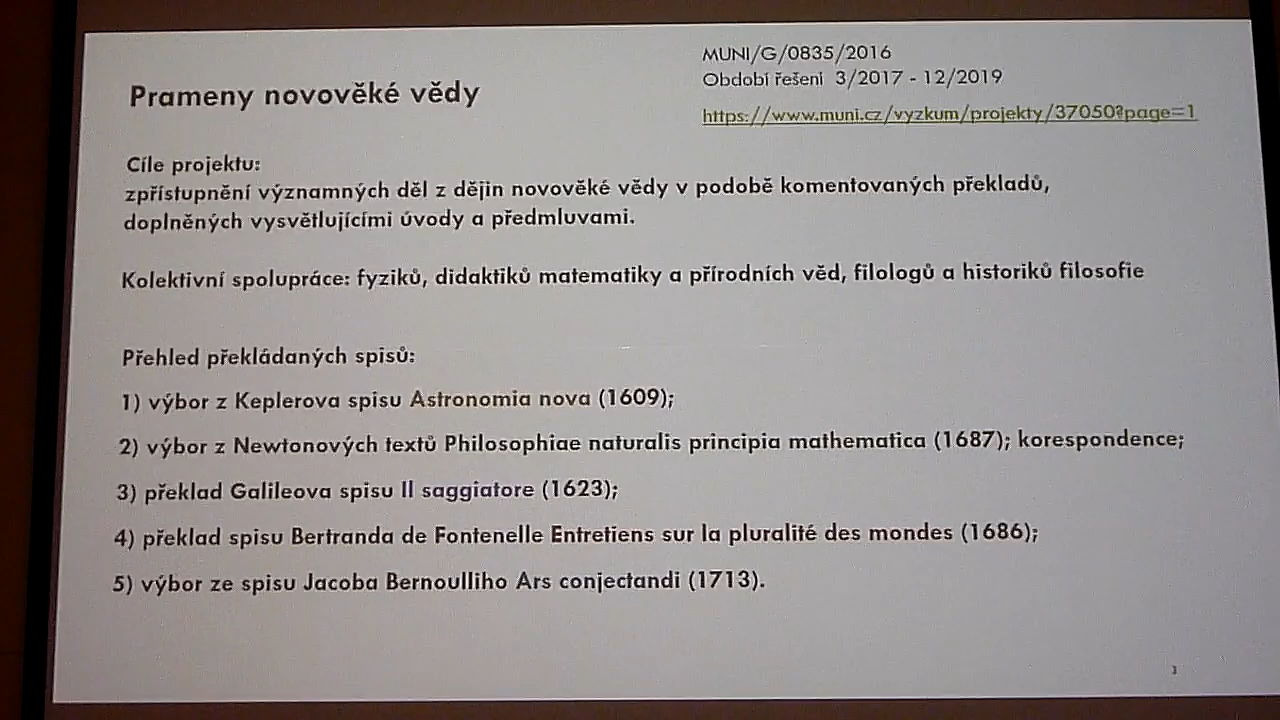 Prameny novověké vědy
MUNI/G/0835/2016
Období řešení 3/2017 - 12/2019
https://www.muni.cz/vyzkum/projekty/37050?page=1
Cíle projektu:
zpřístupnění významných děl z dějin novověké vědy v podobě komentovaných překladů,
doplněných vysvětlujícími úvody a předmluvami.
Kolektivní spolupráce: fyziků, didaktiků matematiky a přírodních věd, filologů a historiků filosofie
Přehled překládaných spisů:
1) výbor z Keplerova spisu Astronomia nova (1609);
2) výbor z Newtonových textů Philosophiae naturalis principia mathematica (1687); korespondence;
3) překlad Galileova spisu Il saggiatore (1623);
4) překlad spisu Bertranda de Fontenelle Entretiens sur la pluralité des mondes (1686);
5) výbor ze spisu Jacoba Bernoulliho Ars conjectandi (1713).